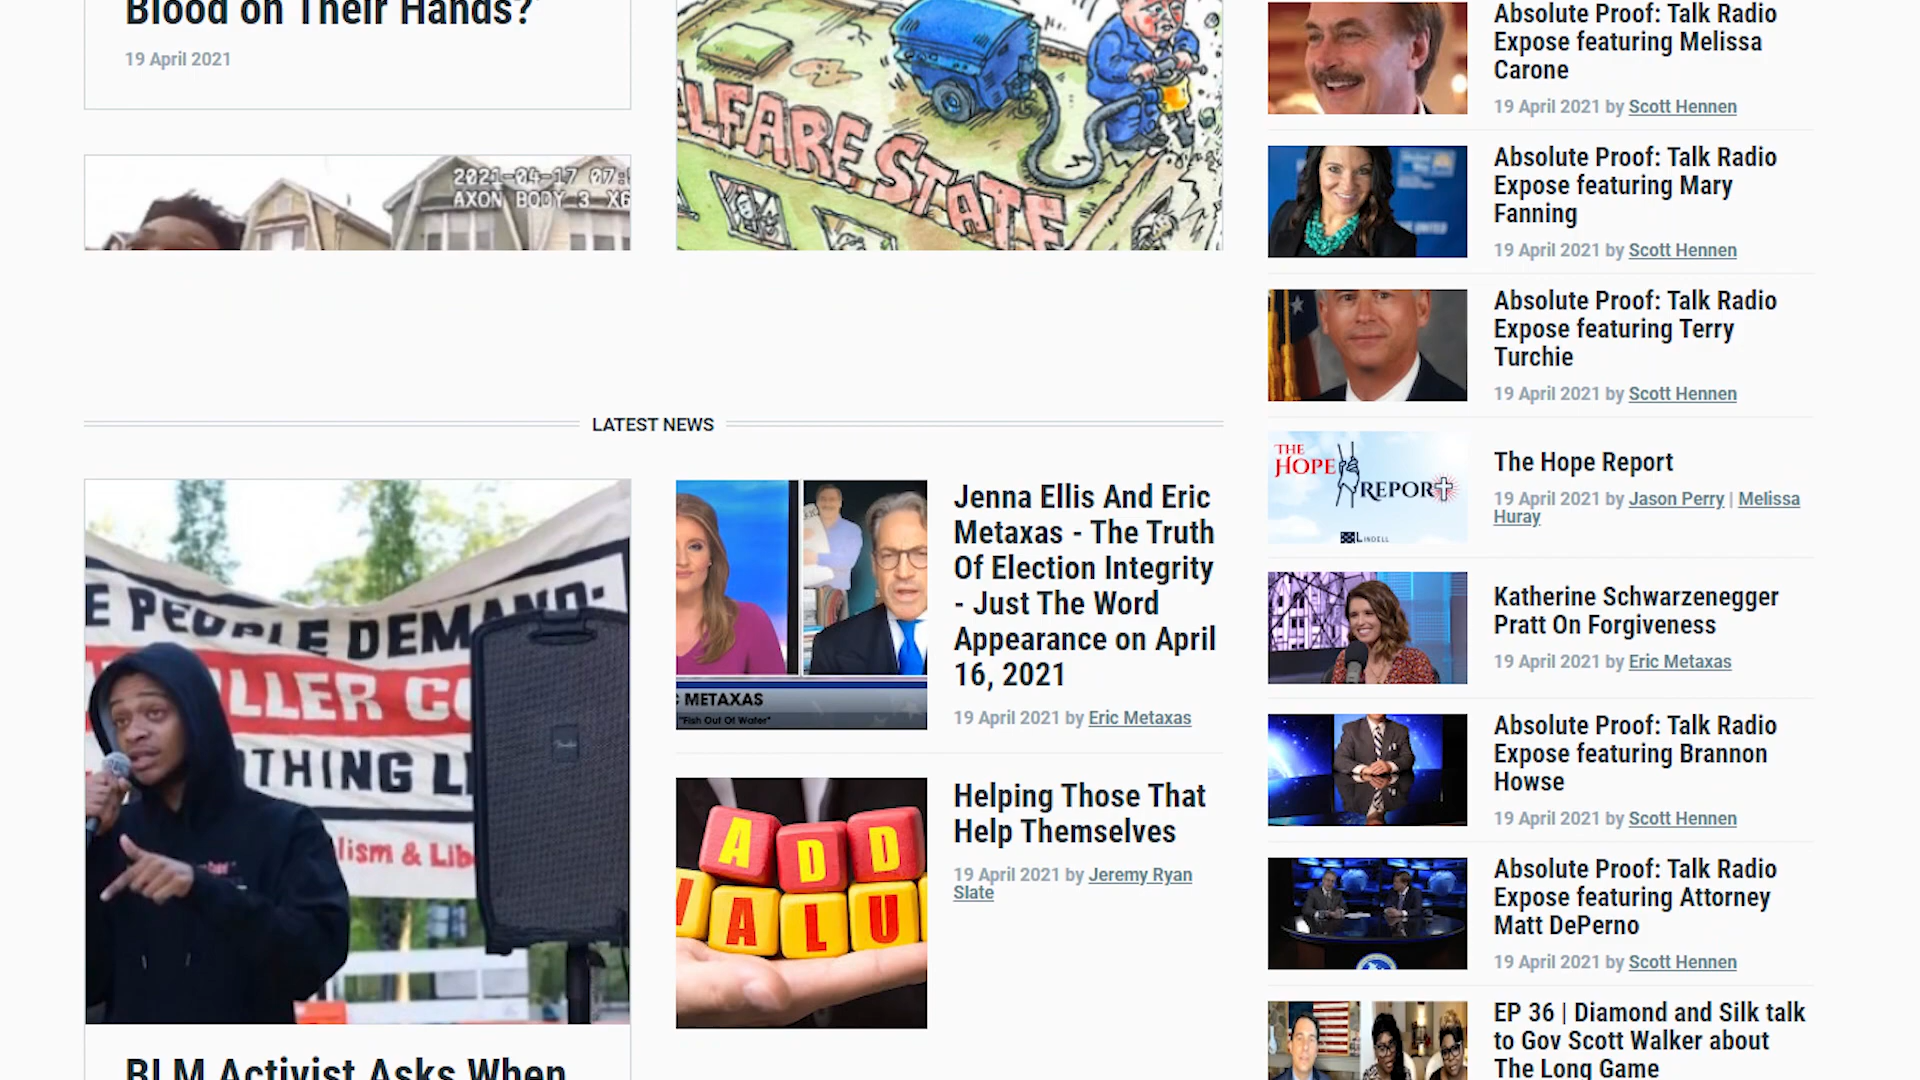 Blood on Their Hands?'
19 April 2021
2021-04-17 07:
AXON BODY 3 X6
LFARE STATE
LATEST NEWS
E PEOPLE DEMAND:
LLER CO
OTHING L
lism & Lib
BLM Activist Asks When
METAXAS
"Fish Out Of Water"
Jenna Ellis And Eric
Metaxas - The Truth
Of Election Integrity
- Just The Word
Appearance on April
16, 2021
19 April 2021 by Eric Metaxas
ADD
ALU
Helping Those That
Help Themselves
19 April 2021 by Jeremy Ryan
Slate
Absolute Proof: Talk Radio
Expose featuring Melissa
Carone
19 April 2021 by Scott Hennen
Absolute Proof: Talk Radio
Expose featuring Mary
Fanning
19 April 2021 by Scott Hennen
Absolute Proof: Talk Radio
Expose featuring Terry
Turchie
19 April 2021 by Scott Hennen
THE
HOPE
REPORT
LINDELL
The Hope Report
19 April 2021 by Jason Perry | Melissa
Huray
Katherine Schwarzenegger
Pratt On Forgiveness
19 April 2021 by Eric Metaxas
Absolute Proof: Talk Radio
Expose featuring Brannon
Howse
19 April 2021 by Scott Hennen
Absolute Proof: Talk Radio
Expose featuring Attorney
Matt DePerno
19 April 2021 by Scott Hennen
EP 36 | Diamond and Silk talk
to Gov Scott Walker about
The Long Game